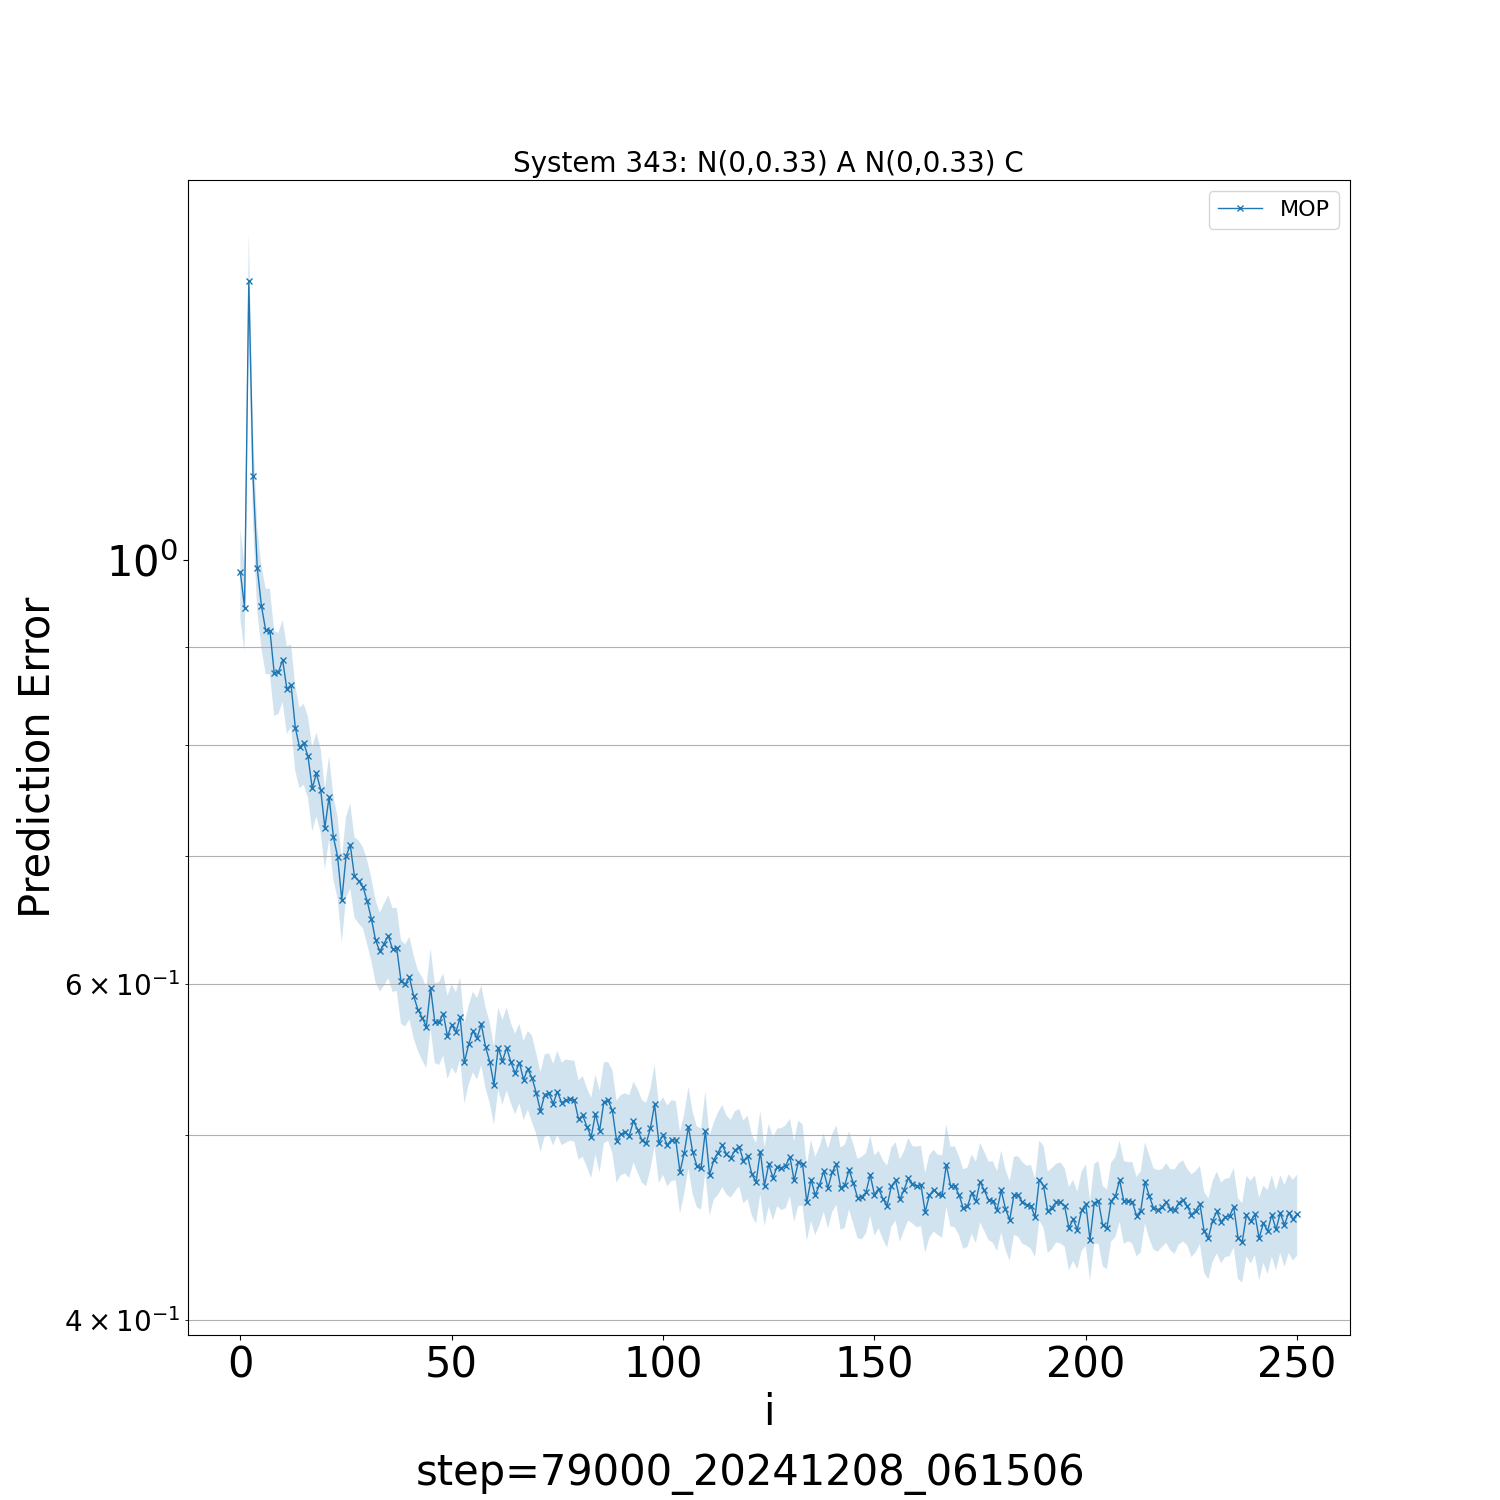 System 343: N(0,0.33) A N(0,0.33) C
MOP
10⁰
6 × 10⁻¹
4 × 10⁻¹
Prediction Error
0 50 100 150 200 250
i
step=79000_20241208_061506